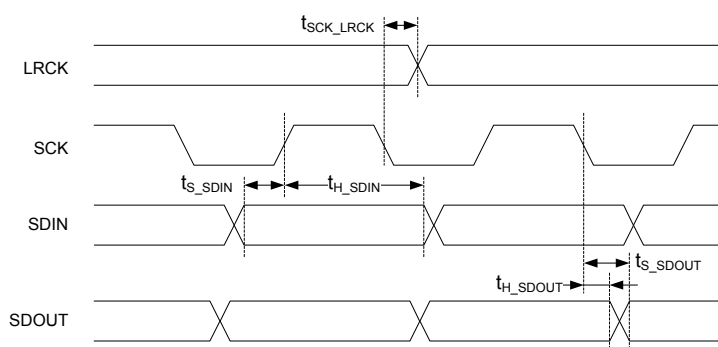 tSCK_LRCK
LRCK
SCK
tS_SDIN tH_SDIN
SDIN
tS_SDOUT
tH_SDOUT
SDOUT